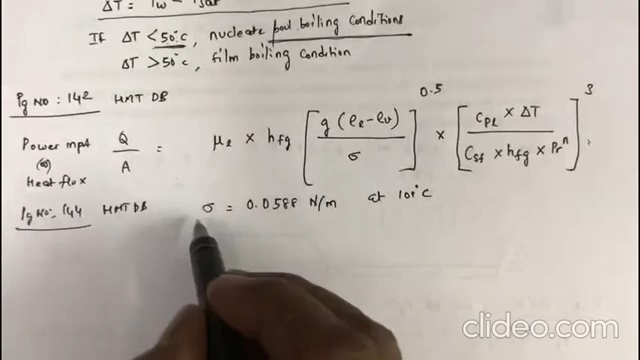 ΔT = Tw - Tsat
If ΔT < 50°C, nucleate pool boiling conditions
ΔT > 50°C, film boiling condition
Pg No: 142 HMT DB
Power inpt (or) Heat flux Q/A = μl × hfg [g (ρl - ρv) / σ]^0.5 × [Cpl × ΔT / Csf × hfg × Pr^n]^3.
Pg No:- 144 HMT DB σ = 0.0588 N/m at 100°C
clideo.com